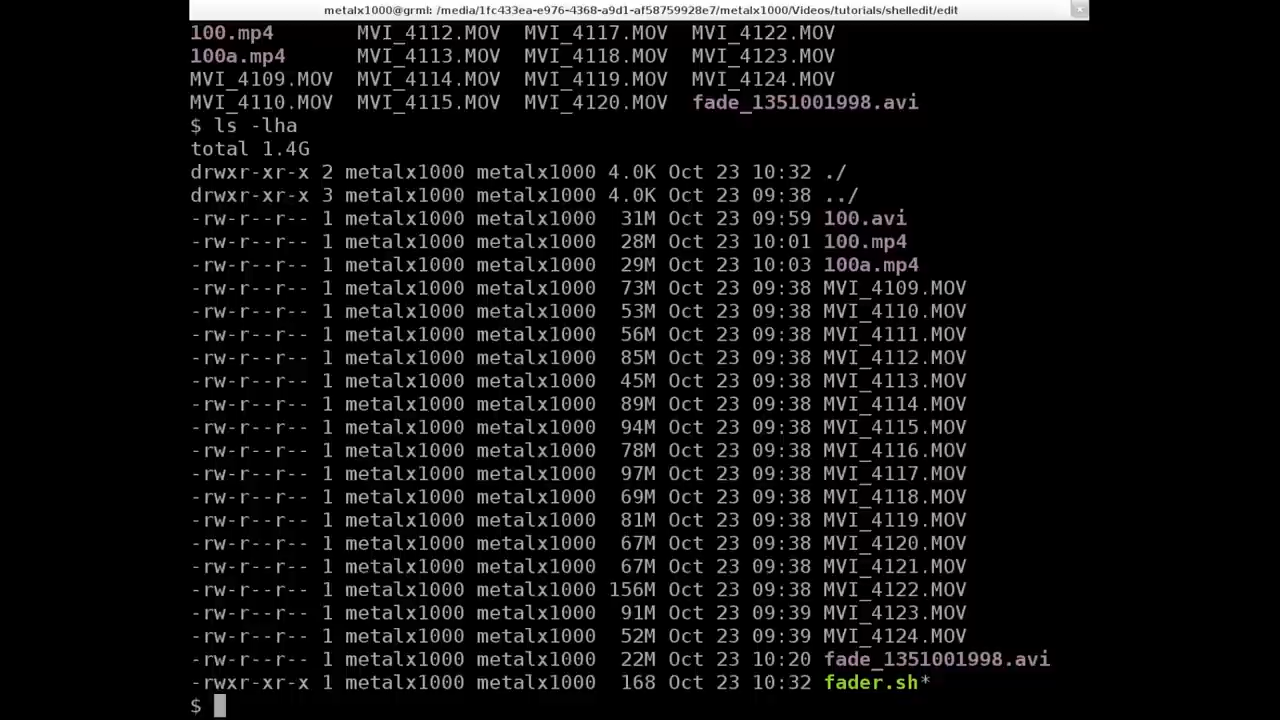 metalx1000@grml: /media/1fc433ea-e976-4368-a9d1-af58759928e7/metalx1000/Videos/tutorials/shelledit/edit
100.mp4       MVI_4112.MOV  MVI_4117.MOV  MVI_4122.MOV
100a.mp4      MVI_4113.MOV  MVI_4118.MOV  MVI_4123.MOV
MVI_4109.MOV  MVI_4114.MOV  MVI_4119.MOV  MVI_4124.MOV
MVI_4110.MOV  MVI_4115.MOV  MVI_4120.MOV  fade_1351001998.avi
$ ls -lha
total 1.4G
drwxr-xr-x 2 metalx1000 metalx1000 4.0K Oct 23 10:32 ./
drwxr-xr-x 3 metalx1000 metalx1000 4.0K Oct 23 09:38 ../
-rw-r--r-- 1 metalx1000 metalx1000  31M Oct 23 09:59 100.avi
-rw-r--r-- 1 metalx1000 metalx1000  28M Oct 23 10:01 100.mp4
-rw-r--r-- 1 metalx1000 metalx1000  29M Oct 23 10:03 100a.mp4
-rw-r--r-- 1 metalx1000 metalx1000  73M Oct 23 09:38 MVI_4109.MOV
-rw-r--r-- 1 metalx1000 metalx1000  53M Oct 23 09:38 MVI_4110.MOV
-rw-r--r-- 1 metalx1000 metalx1000  56M Oct 23 09:38 MVI_4111.MOV
-rw-r--r-- 1 metalx1000 metalx1000  85M Oct 23 09:38 MVI_4112.MOV
-rw-r--r-- 1 metalx1000 metalx1000  45M Oct 23 09:38 MVI_4113.MOV
-rw-r--r-- 1 metalx1000 metalx1000  89M Oct 23 09:38 MVI_4114.MOV
-rw-r--r-- 1 metalx1000 metalx1000  94M Oct 23 09:38 MVI_4115.MOV
-rw-r--r-- 1 metalx1000 metalx1000  78M Oct 23 09:38 MVI_4116.MOV
-rw-r--r-- 1 metalx1000 metalx1000  97M Oct 23 09:38 MVI_4117.MOV
-rw-r--r-- 1 metalx1000 metalx1000  69M Oct 23 09:38 MVI_4118.MOV
-rw-r--r-- 1 metalx1000 metalx1000  81M Oct 23 09:38 MVI_4119.MOV
-rw-r--r-- 1 metalx1000 metalx1000  67M Oct 23 09:38 MVI_4120.MOV
-rw-r--r-- 1 metalx1000 metalx1000  67M Oct 23 09:38 MVI_4121.MOV
-rw-r--r-- 1 metalx1000 metalx1000 156M Oct 23 09:38 MVI_4122.MOV
-rw-r--r-- 1 metalx1000 metalx1000  91M Oct 23 09:39 MVI_4123.MOV
-rw-r--r-- 1 metalx1000 metalx1000  52M Oct 23 09:39 MVI_4124.MOV
-rw-r--r-- 1 metalx1000 metalx1000  22M Oct 23 10:20 fade_1351001998.avi
-rwxr-xr-x 1 metalx1000 metalx1000  168 Oct 23 10:32 fader.sh*
$